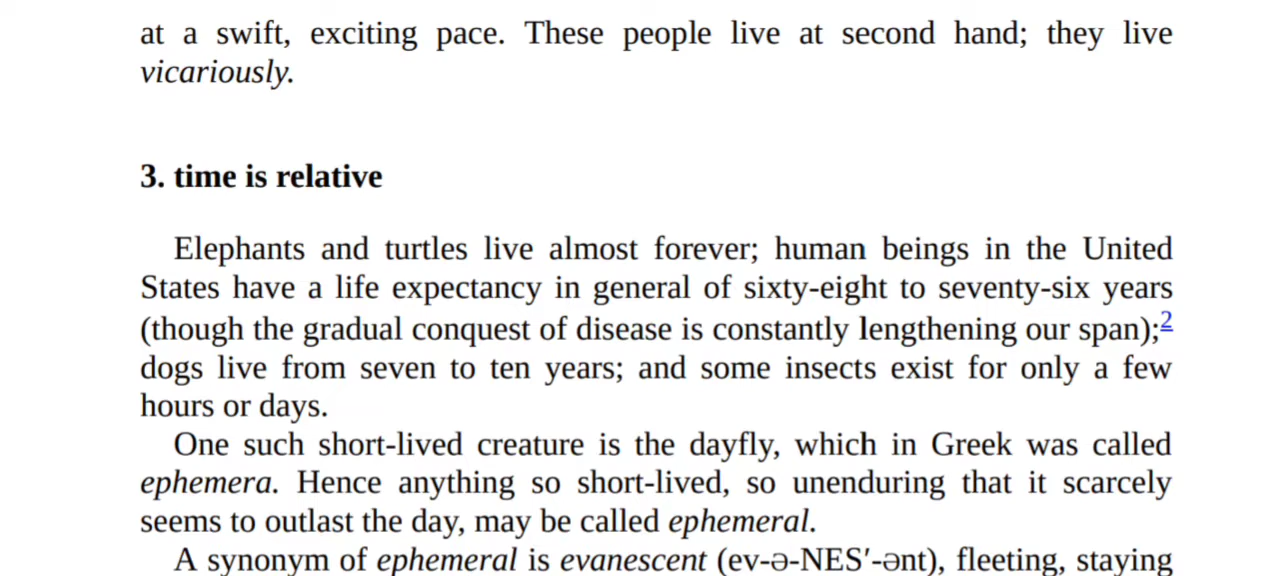 at a swift, exciting pace. These people live at second hand; they live
vicariously.
3. time is relative
Elephants and turtles live almost forever; human beings in the United
States have a life expectancy in general of sixty-eight to seventy-six years
(though the gradual conquest of disease is constantly lengthening our span);2
dogs live from seven to ten years; and some insects exist for only a few
hours or days.
One such short-lived creature is the dayfly, which in Greek was called
ephemera. Hence anything so short-lived, so unenduring that it scarcely
seems to outlast the day, may be called ephemeral.
A synonym of ephemeral is evanescent (ev-ə-NES′-ənt), fleeting, staying